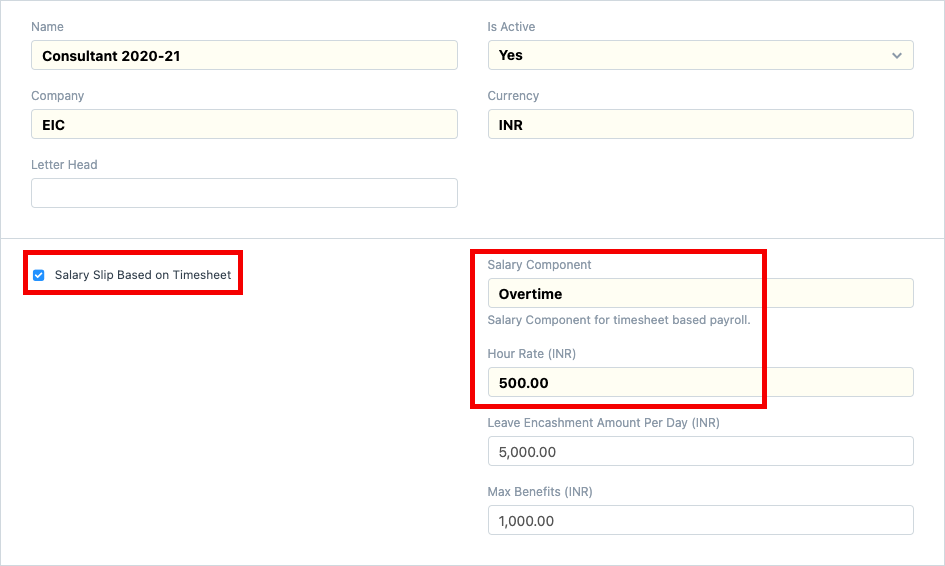 Name
Consultant 2020-21
Is Active
Yes
Company
EIC
Currency
INR
Letter Head
Salary Slip Based on Timesheet
Salary Component
Overtime
Salary Component for timesheet based payroll.
Hour Rate (INR)
500.00
Leave Encashment Amount Per Day (INR)
5,000.00
Max Benefits (INR)
1,000.00